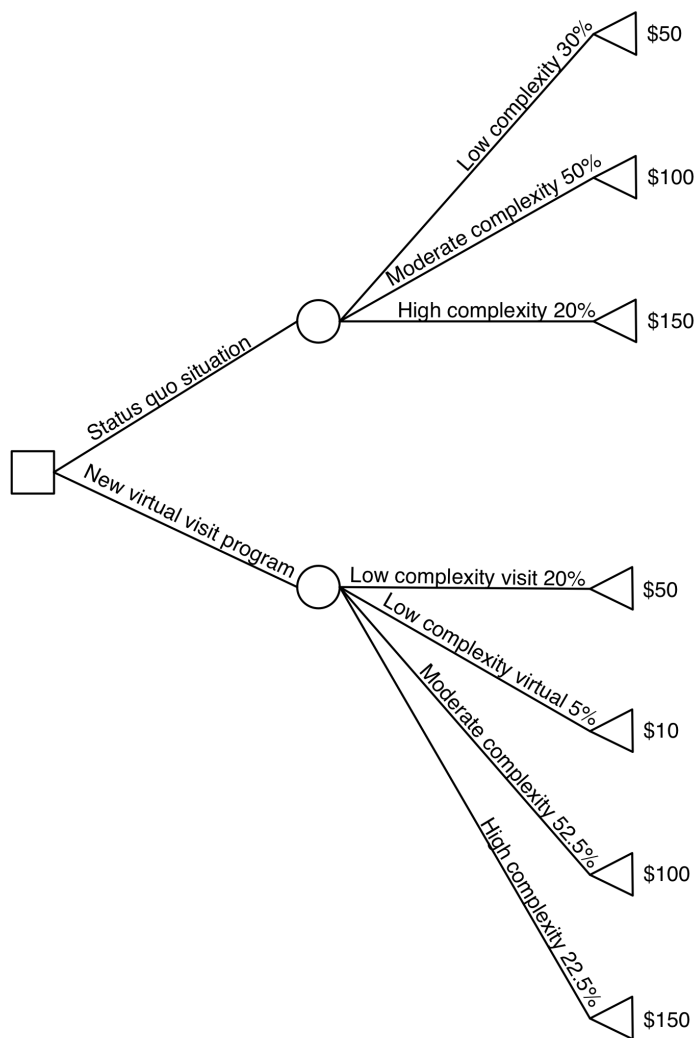 Low complexity 30%
$50
Moderate complexity 50%
$100
High complexity 20%
$150
Status quo situation
New virtual visit program
Low complexity visit 20%
$50
Low complexity virtual 5%
$10
Moderate complexity 52.5%
$100
High complexity 22.5%
$150